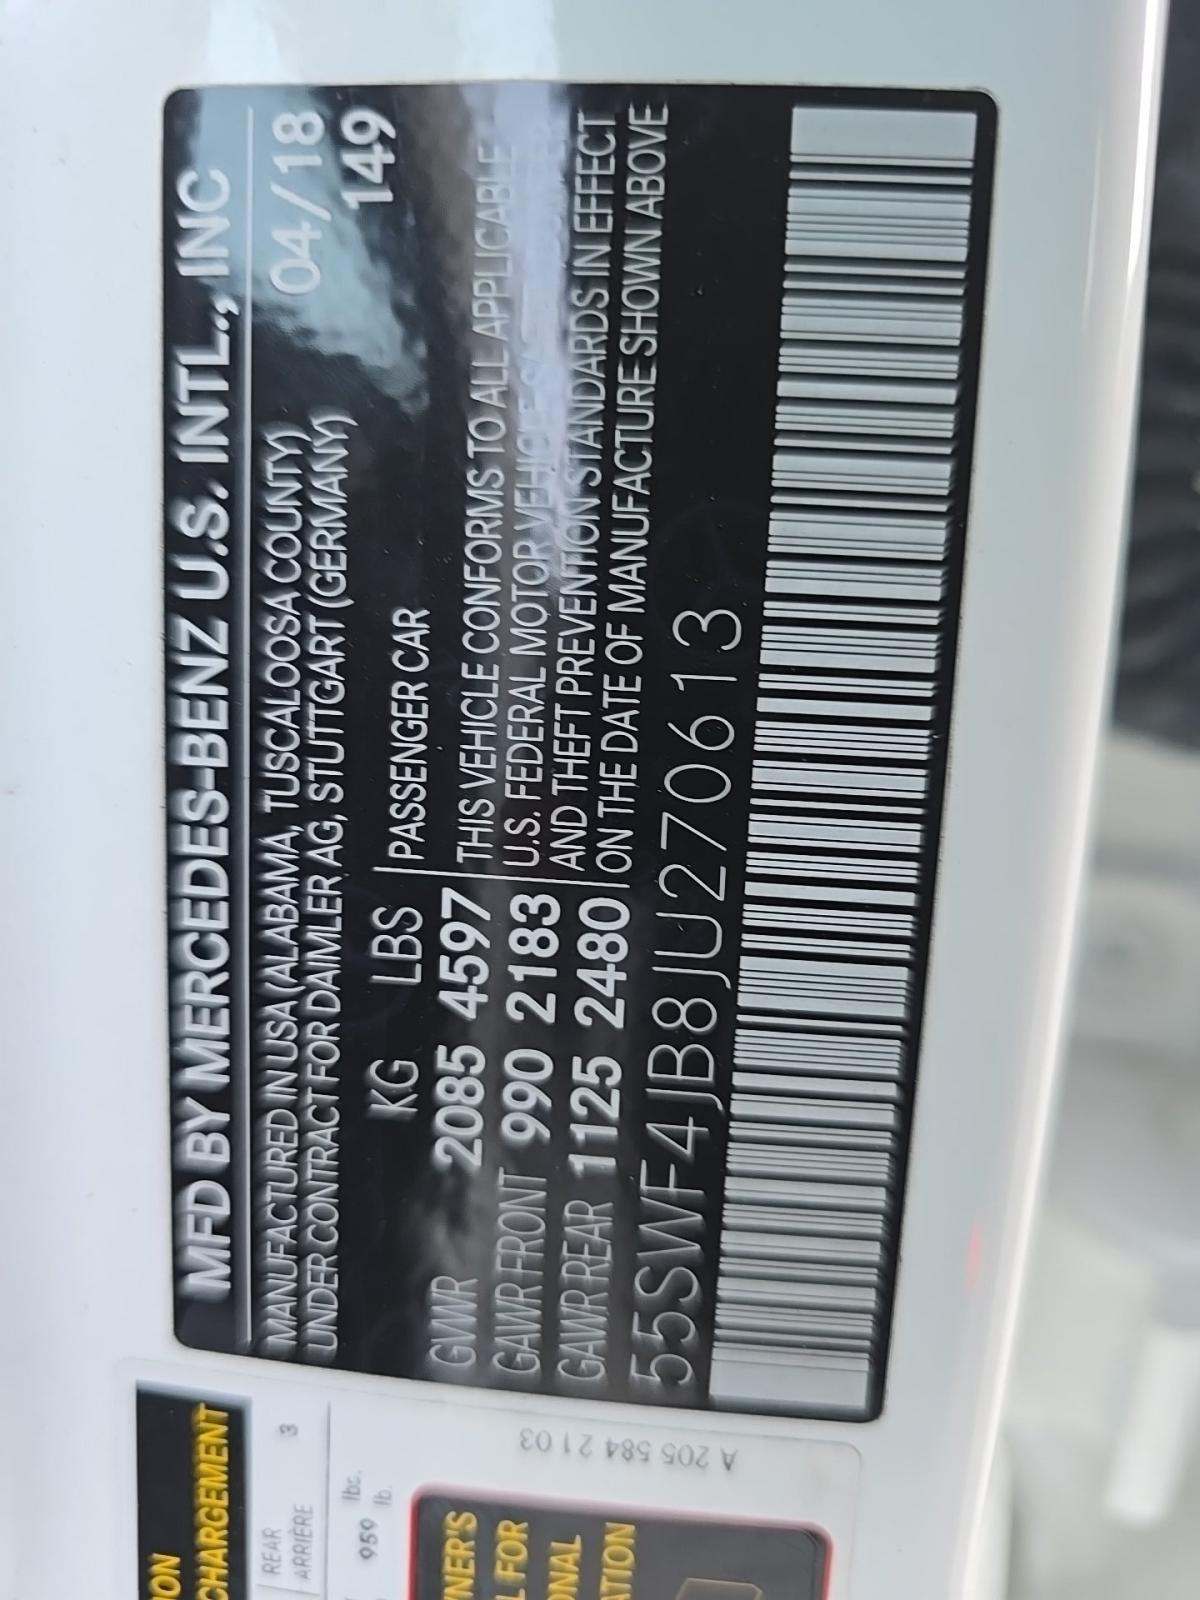 MFD BY MERCEDES-BENZ U.S. INTL., INC
MANUFACTURED IN USA (ALABAMA, TUSCALOOSA COUNTY) 04/18
UNDER CONTRACT FOR DAIMLER AG, STUTTGART (GERMANY) 149
KG LBS PASSENGER CAR
GVWR 2085 4597 THIS VEHICLE CONFORMS TO ALL APPLICABLE
GAWR FRONT 990 2183 U.S. FEDERAL MOTOR VEHICLE
GAWR REAR 1125 2480 AND THEFT PREVENTION STANDARDS IN EFFECT
ON THE DATE OF MANUFACTURE SHOWN ABOVE
55SWF4JB8JU270613
A 205 584 21 03
CHARGEMENT
REAR 3
ARRIÈRE
959 lbs.
lb.